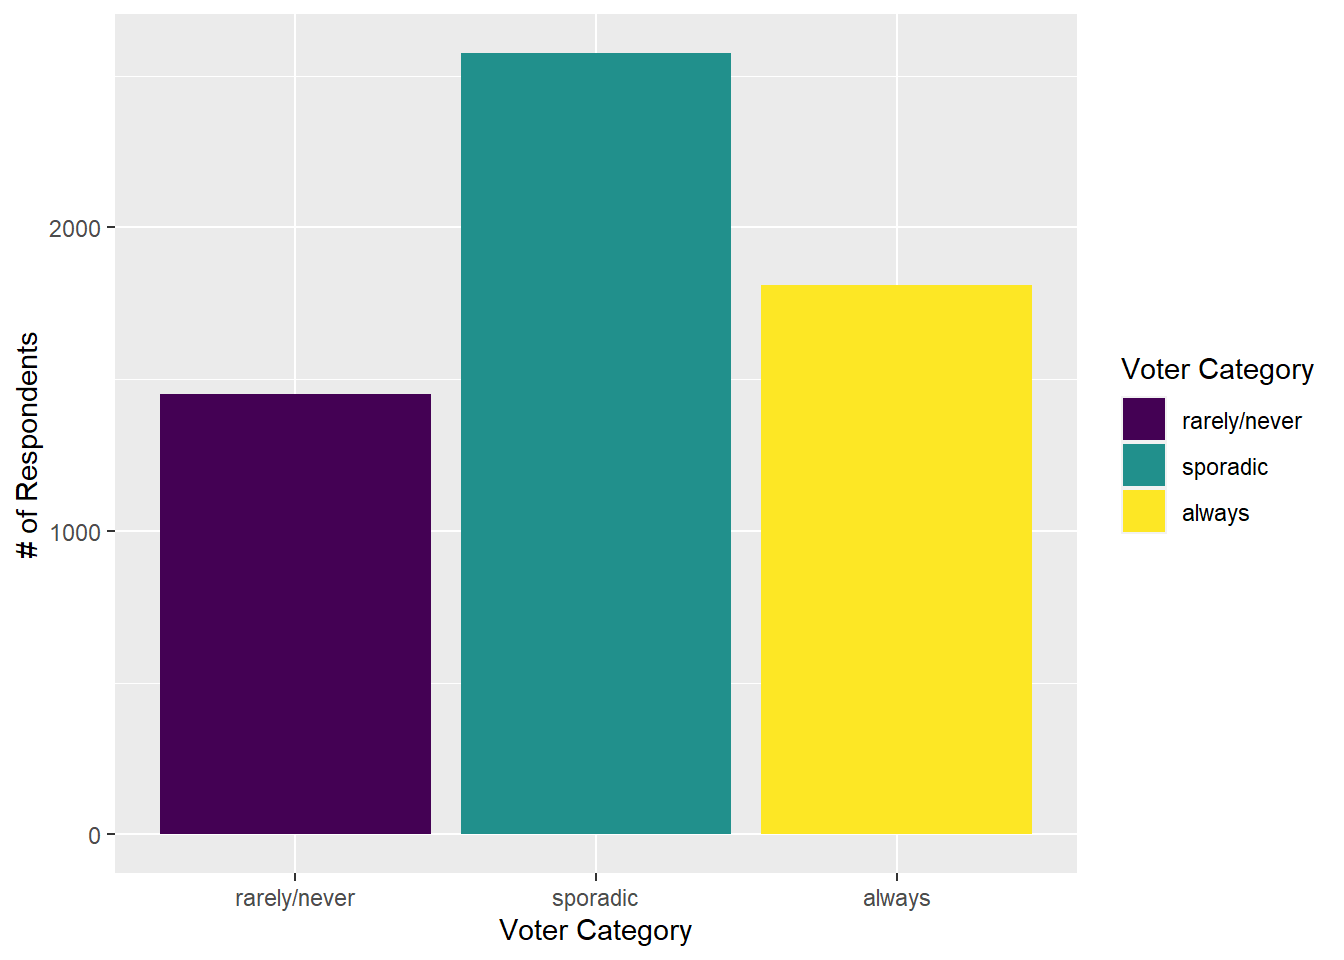 2000
1000
0
# of Respondents
rarely/never
sporadic
always
Voter Category
Voter Category
rarely/never
sporadic
always